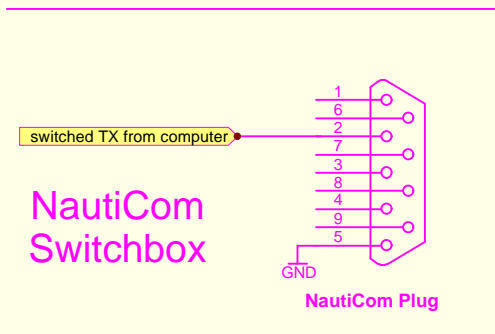 1
6
switched TX from computer
2
7
3
8
4
9
5
NautiCom
Switchbox
GND
NautiCom Plug